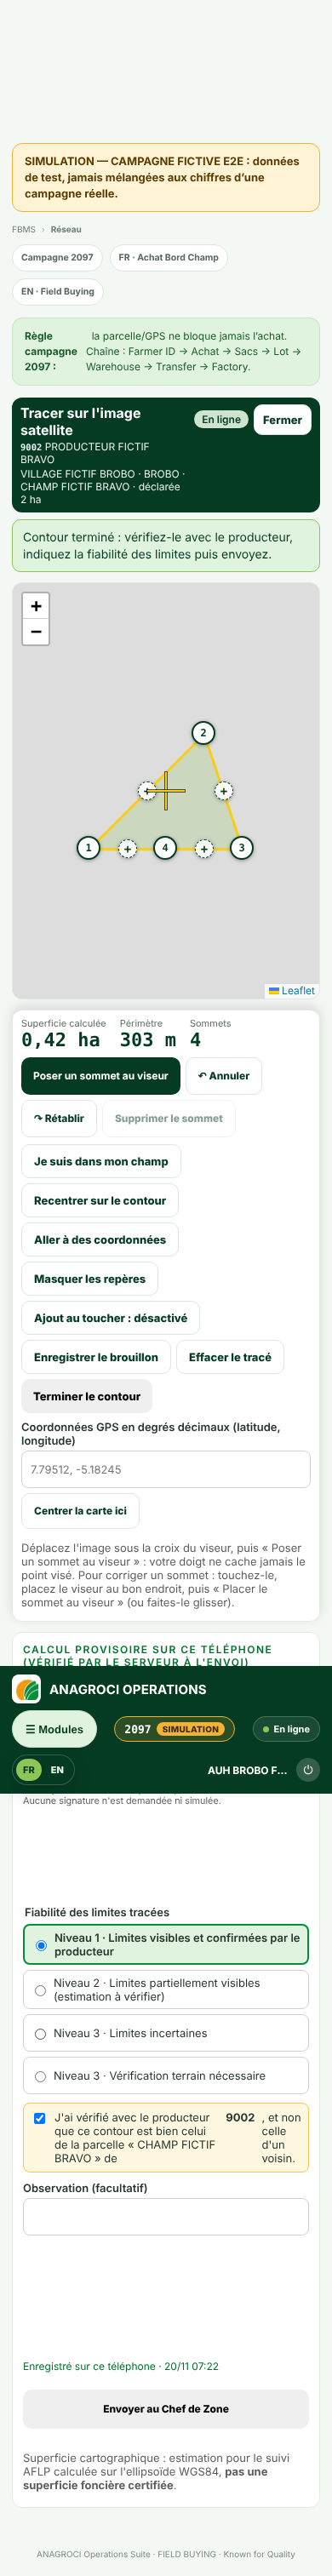 SIMULATION — CAMPAGNE FICTIVE E2E : données
de test, jamais mélangées aux chiffres d'une
campagne réelle.
FBMS › Réseau
Campagne 2097
FR · Achat Bord Champ
EN · Field Buying
Règle
campagne
2097 :
la parcelle/GPS ne bloque jamais l'achat.
Chaîne : Farmer ID → Achat → Sacs → Lot →
Warehouse → Transfer → Factory.
Tracer sur l'image
satellite
9002 PRODUCTEUR FICTIF
BRAVO
VILLAGE FICTIF BROBO · BROBO ·
CHAMP FICTIF BRAVO · déclarée
2 ha
En ligne
Fermer
Contour terminé : vérifiez-le avec le producteur,
indiquez la fiabilité des limites puis envoyez.
+
−
2
+
+
1
+
4
+
3
Leaflet
Superficie calculée
0,42 ha
Périmètre
303 m
Sommets
4
Poser un sommet au viseur
↶ Annuler
↷ Rétablir
Supprimer le sommet
Je suis dans mon champ
Recentrer sur le contour
Aller à des coordonnées
Masquer les repères
Ajout au toucher : désactivé
Enregistrer le brouillon
Effacer le tracé
Terminer le contour
Coordonnées GPS en degrés décimaux (latitude,
longitude)
7.79512, -5.18245
Centrer la carte ici
Déplacez l'image sous la croix du viseur, puis « Poser
un sommet au viseur » : votre doigt ne cache jamais le
point visé. Pour corriger un sommet : touchez-le,
placez le viseur au bon endroit, puis « Placer le
sommet au viseur » (ou faites-le glisser).
CALCUL PROVISOIRE SUR CE TÉLÉPHONE
(VÉRIFIÉ PAR LE SERVEUR À L'ENVOI)
ANAGROCI OPERATIONS
☰ Modules
2097 SIMULATION
En ligne
FR
EN
AUH BROBO F...
Aucune signature n'est demandée ni simulée.
Fiabilité des limites tracées
Niveau 1 · Limites visibles et confirmées par le
producteur
Niveau 2 · Limites partiellement visibles
(estimation à vérifier)
Niveau 3 · Limites incertaines
Niveau 3 · Vérification terrain nécessaire
J'ai vérifié avec le producteur
que ce contour est bien celui
de la parcelle « CHAMP FICTIF
BRAVO » de
9002
, et non
celle
d'un
voisin.
Observation (facultatif)
Enregistré sur ce téléphone · 20/11 07:22
Envoyer au Chef de Zone
Superficie cartographique : estimation pour le suivi
AFLP calculée sur l'ellipsoïde WGS84, pas une
superficie foncière certifiée.
ANAGROCI Operations Suite · FIELD BUYING · Known for Quality